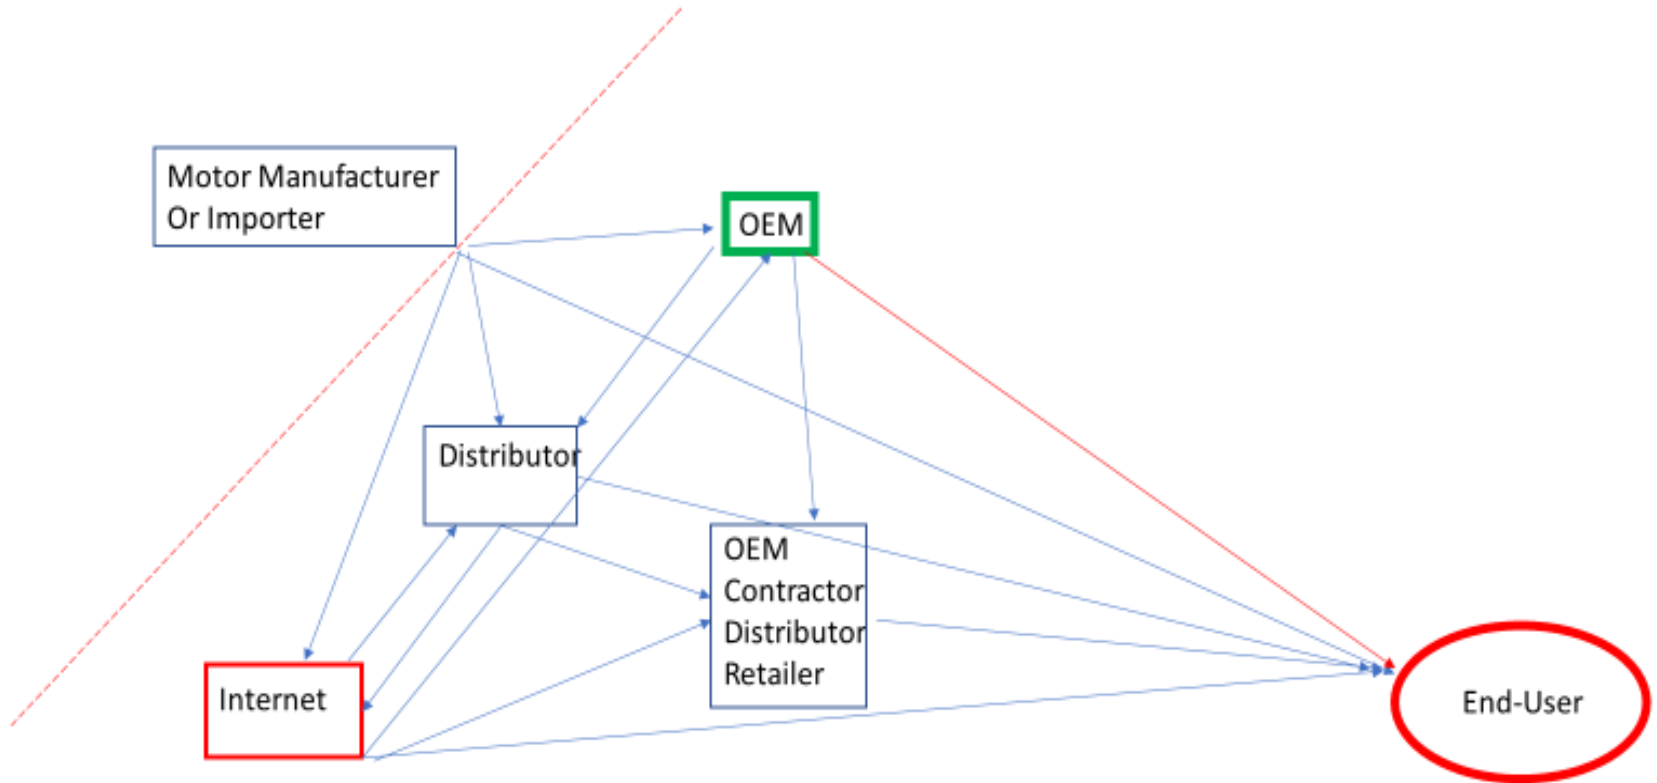 Motor Manufacturer
Or Importer
OEM
Distributor
OEM
Contractor
Distributor
Retailer
Internet
End-User